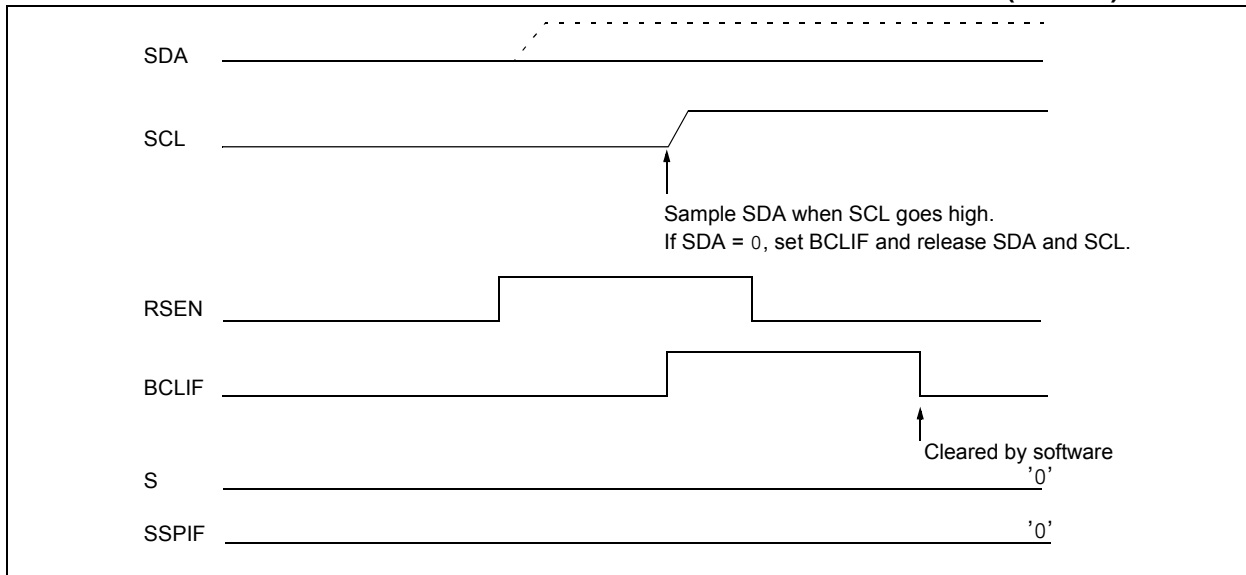 SDA
SCL
Sample SDA when SCL goes high.
If SDA = 0, set BCLIF and release SDA and SCL.
RSEN
BCLIF
Cleared by software
S
'0'
SSPIF
'0'